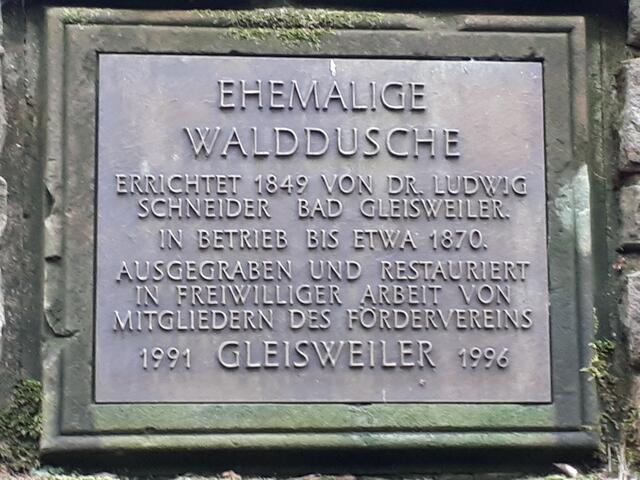 EHEMALIGE
WALDDUSCHE
ERRICHTET 1849 VON DR. LUDWIG
SCHNEIDER BAD GLEISWEILER.
IN BETRIEB BIS ETWA 1870.
AUSGEGRABEN UND RESTAURIERT
IN FREIWILLIGER ARBEIT VON
MITGLIEDERN DES FÖRDERVEREINS
1991 GLEISWEILER 1996